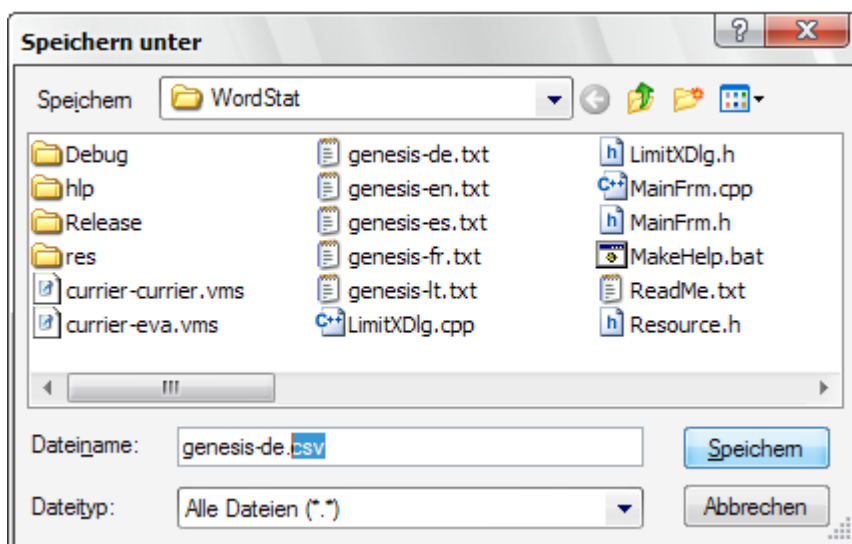 Speichern unter
Speichern WordStat
Debug genesis-de.txt LimitXDlg.h
hlp genesis-en.txt MainFrm.cpp
Release genesis-es.txt MainFrm.h
res genesis-fr.txt MakeHelp.bat
currier-currier.vms genesis-lt.txt ReadMe.txt
currier-eva.vms LimitXDlg.cpp Resource.h
Dateiname: genesis-de.csv Speichern
Dateityp: Alle Dateien (*.*) Abbrechen